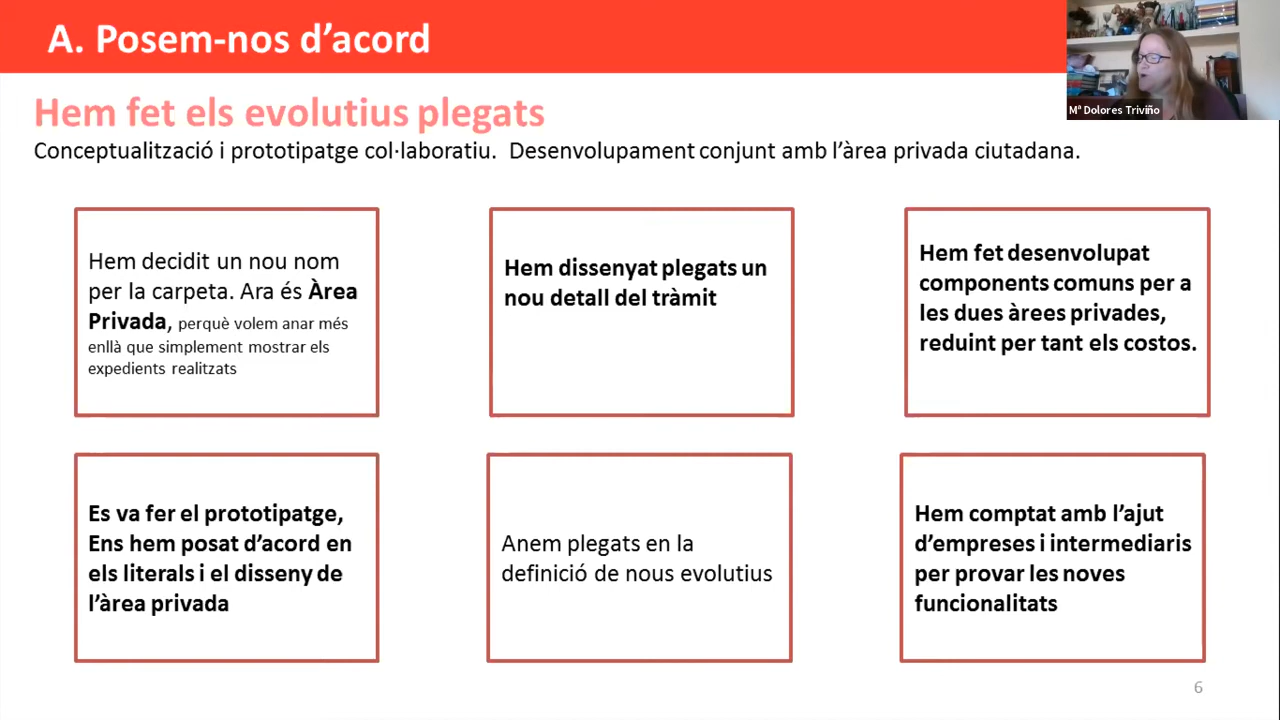 A. Posem-nos d’acord
Mª Dolores Triviño
Hem fet els evolutius plegats
Conceptualització i prototipatge col·laboratiu. Desenvolupament conjunt amb l’àrea privada ciutadana.
Hem decidit un nou nom
per la carpeta. Ara és Àrea
Privada, perquè volem anar més
enllà que simplement mostrar els
expedients realitzats
Hem dissenyat plegats un
nou detall del tràmit
Hem fet desenvolupat
components comuns per a
les dues àrees privades,
reduint per tant els costos.
Es va fer el prototipatge,
Ens hem posat d’acord en
els literals i el disseny de
l’àrea privada
Anem plegats en la
definició de nous evolutius
Hem comptat amb l’ajut
d’empreses i intermediaris
per provar les noves
funcionalitats
6